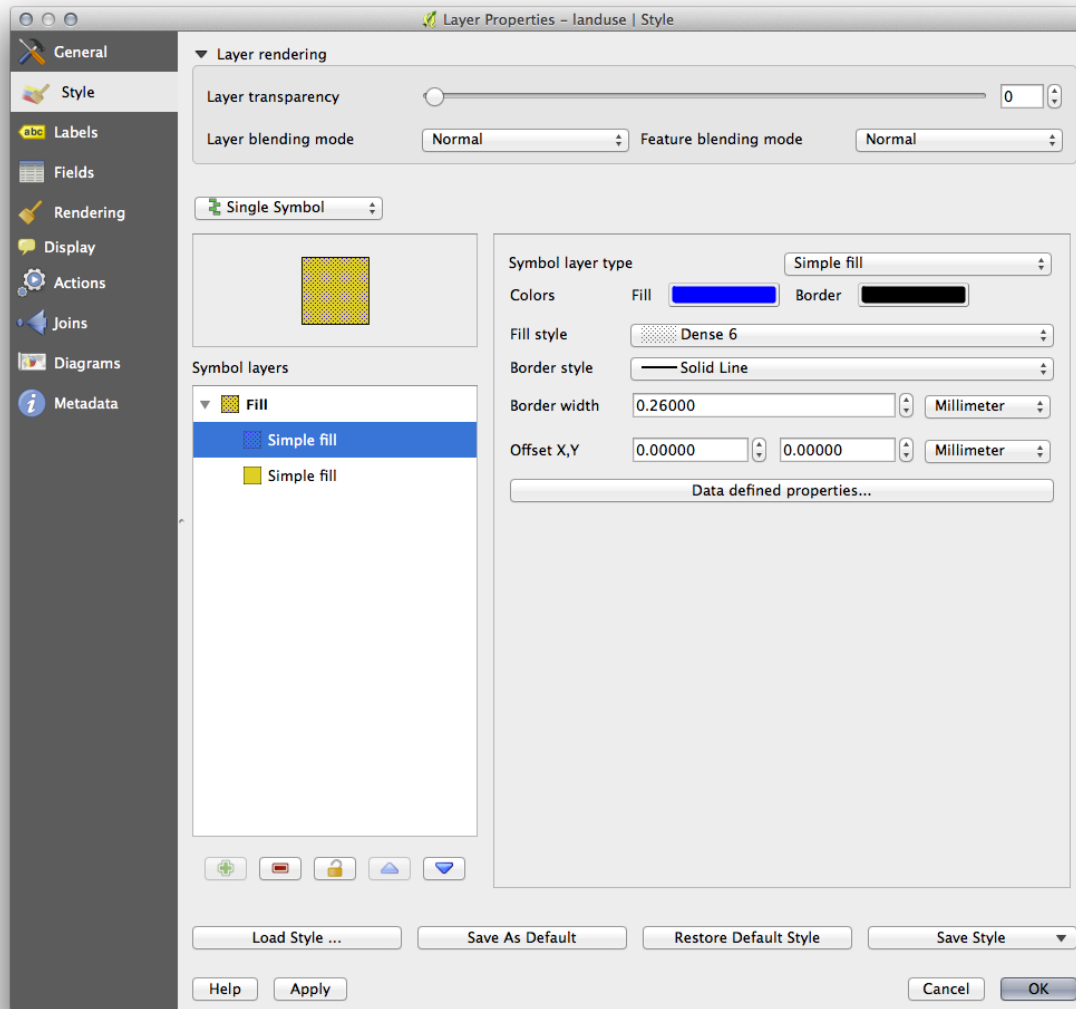 Layer Properties – landuse | Style
General
Style
abc Labels
Fields
Rendering
Display
Actions
Joins
Diagrams
i Metadata
Layer rendering
Layer transparency 0
Layer blending mode Normal Feature blending mode Normal
Single Symbol
Symbol layers
Fill
Simple fill
Simple fill
Symbol layer type Simple fill
Colors Fill Border
Fill style Dense 6
Border style Solid Line
Border width 0.26000 Millimeter
Offset X,Y 0.00000 0.00000 Millimeter
Data defined properties...
Load Style ... Save As Default Restore Default Style Save Style
Help Apply Cancel OK